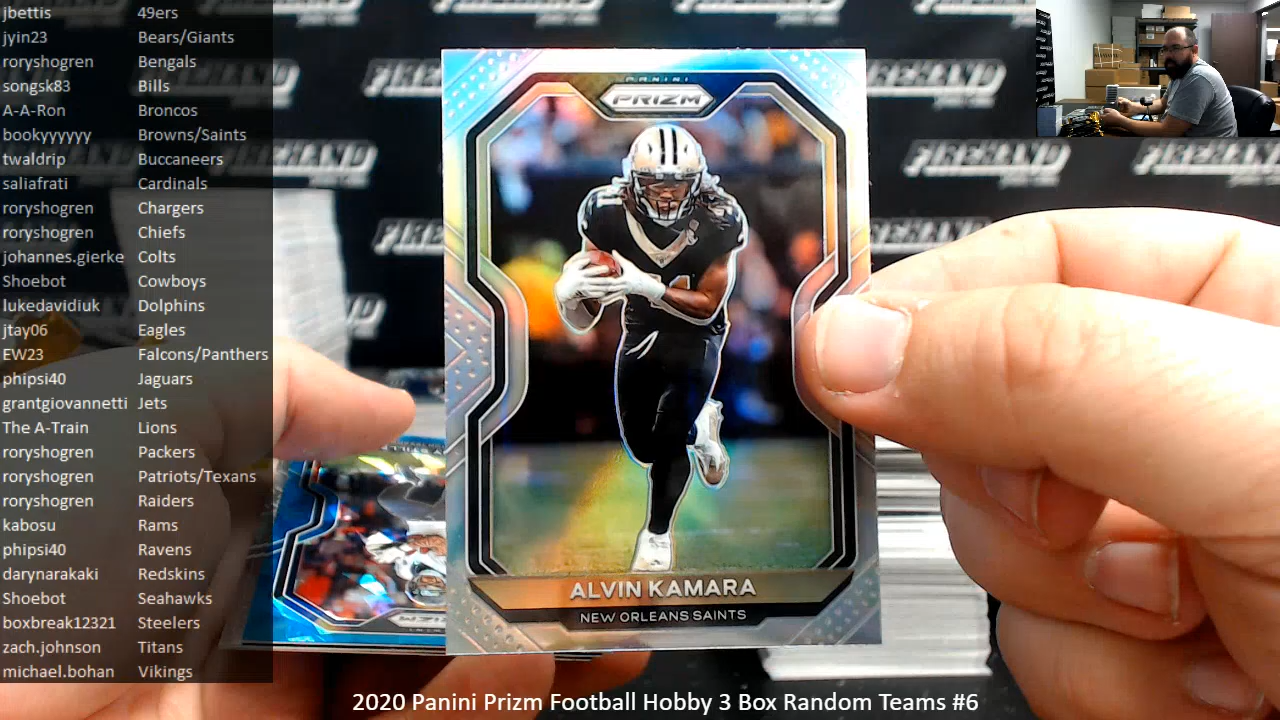 jbettis 49ers
jyin23 Bears/Giants
roryshogren Bengals
songsk83 Bills
A-A-Ron Broncos
bookyyyyyy Browns/Saints
twaldrip Buccaneers
saliafrati Cardinals
roryshogren Chargers
roryshogren Chiefs
johannes.gierke Colts
Shoebot Cowboys
lukedavidiuk Dolphins
jtay06 Eagles
EW23 Falcons/Panthers
phipsi40 Jaguars
grantgiovannetti Jets
The A-Train Lions
roryshogren Packers
roryshogren Patriots/Texans
roryshogren Raiders
kabosu Rams
phipsi40 Ravens
darynarakaki Redskins
Shoebot Seahawks
boxbreak12321 Steelers
zach.johnson Titans
michael.bohan Vikings
PANINI
PRIZM
ALVIN KAMARA
NEW ORLEANS SAINTS
FIREHAND
FIREHAND
2020 Panini Prizm Football Hobby 3 Box Random Teams #6